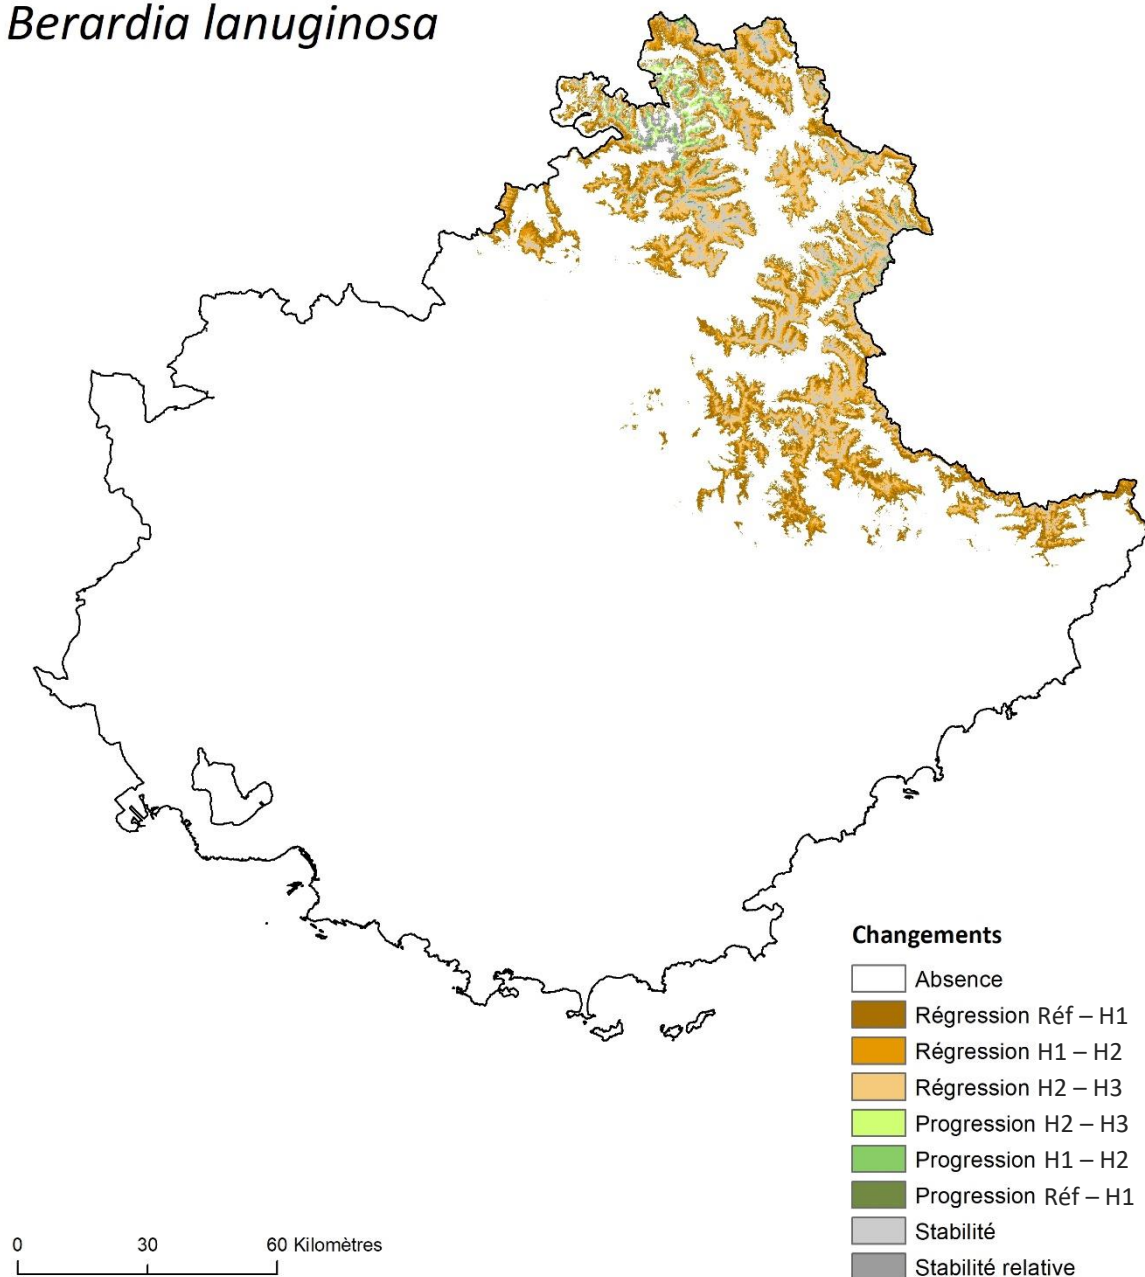 Berardia lanuginosa
Changements
Absence
Régression Réf – H1
Régression H1 – H2
Régression H2 – H3
Progression H2 – H3
Progression H1 – H2
Progression Réf – H1
Stabilité
Stabilité relative
0 30 60 Kilomètres